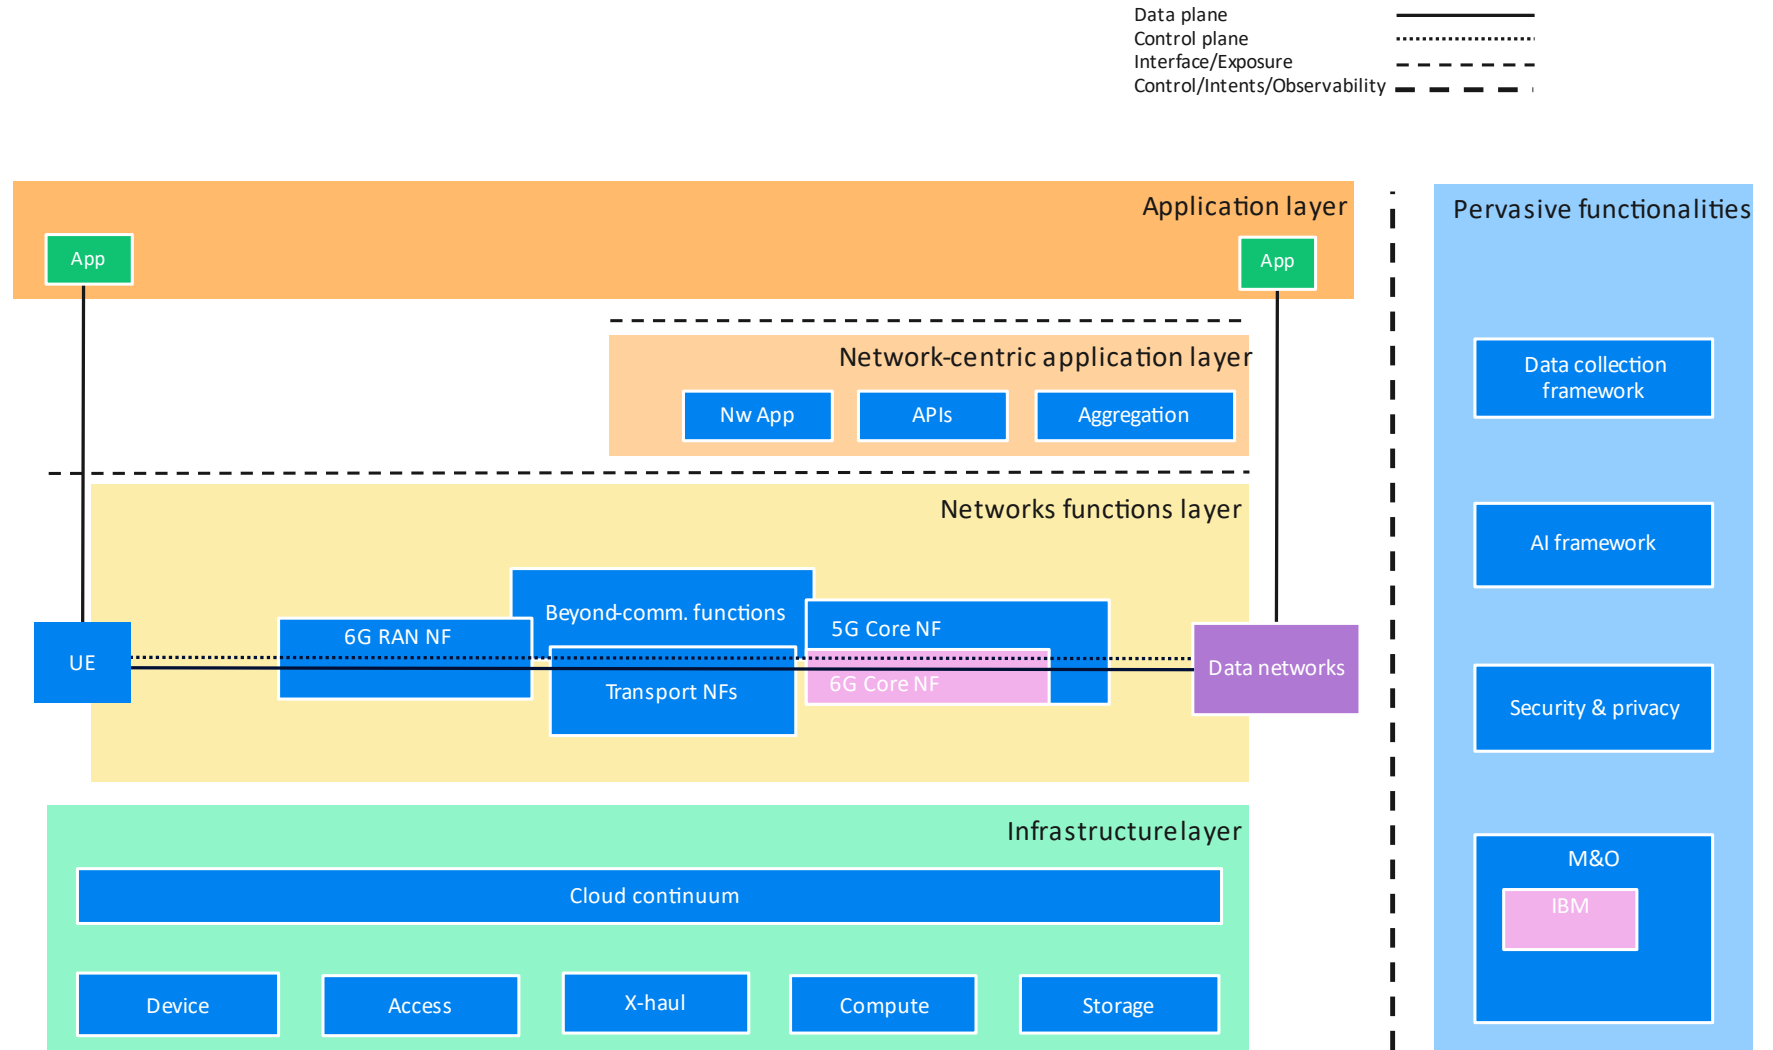 Data plane
Control plane
Interface/Exposure
Control/Intents/Observability
Application layer
Pervasive functionalities
App
App
Network-centric application layer
Data collection
framework
Nw App
APIs
Aggregation
Networks functions layer
AI framework
Beyond-comm. functions
6G RAN NF
5G Core NF
UE
Data networks
6G Core NF
Transport NFs
Security & privacy
Infrastructure layer
M&O
Cloud continuum
IBM
Device
Access
X-haul
Compute
Storage